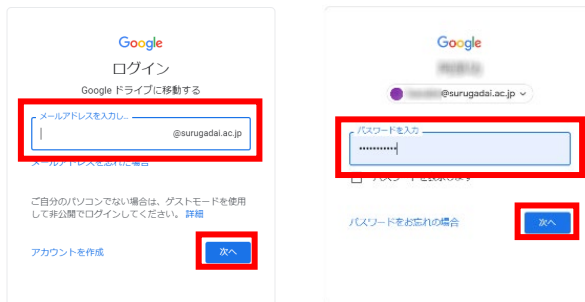 Google
ログイン
Google ドライブに移動する
メールアドレスを入力し...
@surugadai.ac.jp
メールアドレスを忘れた場合
ご自分のパソコンでない場合は、ゲストモードを使用
して非公開でログインしてください。 詳細
アカウントを作成
次へ
Google
@surugadai.ac.jp
パスワードを入力
パスワードを表示します
パスワードをお忘れの場合
次へ